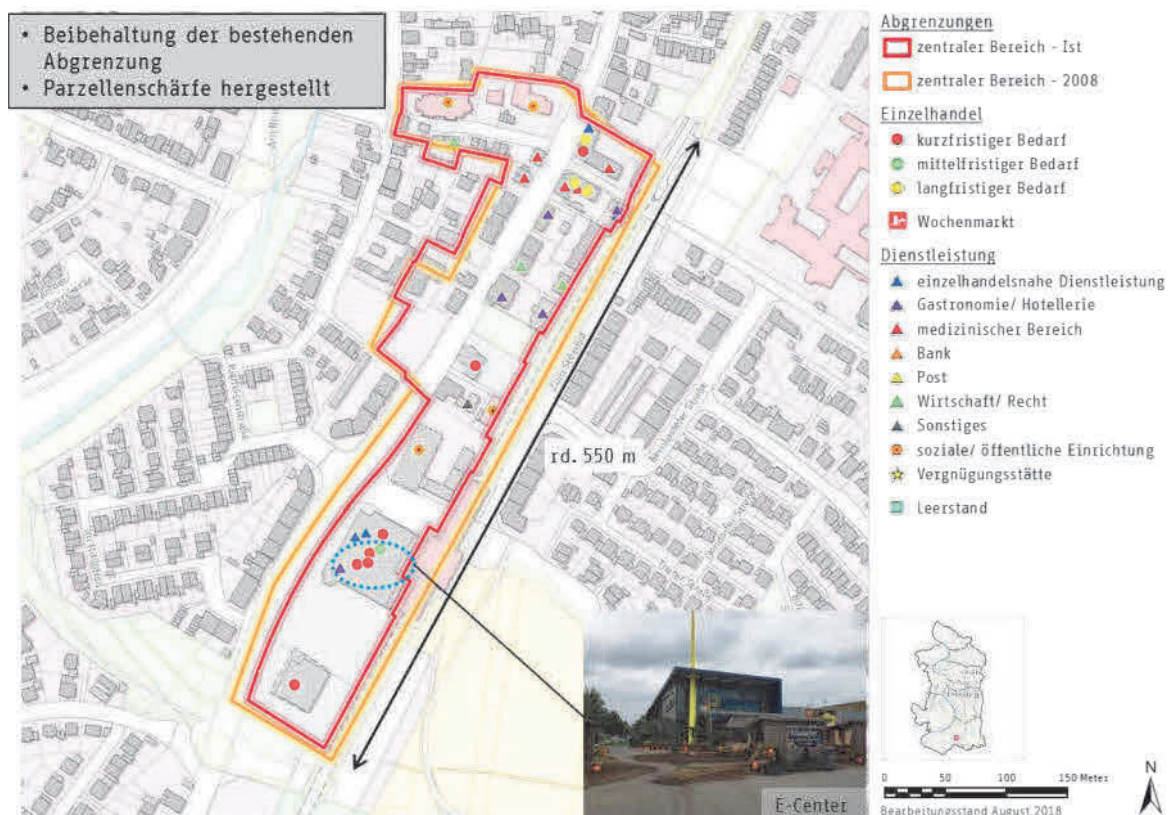 • Beibehaltung der bestehenden
Abgrenzung
• Parzellenschärfe hergestellt
rd. 550 m
E-Center
Abgrenzungen
zentraler Bereich - Ist
zentraler Bereich - 2008
Einzelhandel
kurzfristiger Bedarf
mittelfristiger Bedarf
langfristiger Bedarf
Wochenmarkt
Dienstleistung
einzelhandelsnahe Dienstleistung
Gastronomie/ Hotellerie
medizinischer Bereich
Bank
Post
Wirtschaft/ Recht
Sonstiges
soziale/ öffentliche Einrichtung
Vergnügungsstätte
Leerstand
0 50 100 150 Meter
N
Bearbeitungsstand August 2018